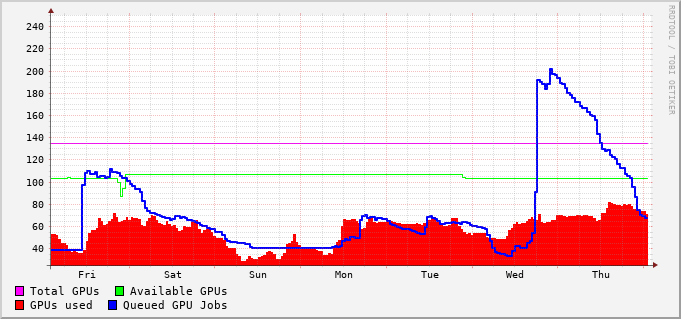 RRDTOOL / TOBI OETIKER
240
220
200
180
160
140
120
100
80
60
40
Fri Sat Sun Mon Tue Wed Thu
Total GPUs Available GPUs
GPUs used Queued GPU Jobs